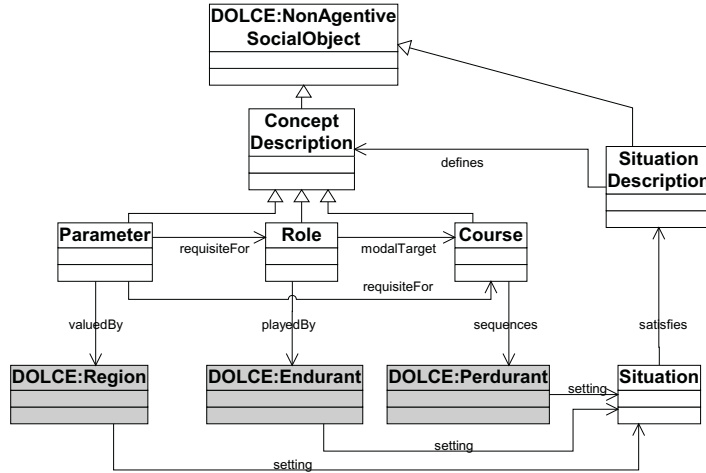 DOLCE:NonAgentive
SocialObject
Concept
Description
defines
Situation
Description
Parameter
requisiteFor
Role
modalTarget
Course
requisiteFor
valuedBy
playedBy
sequences
satisfies
DOLCE:Region
DOLCE:Endurant
DOLCE:Perdurant
setting
Situation
setting
setting